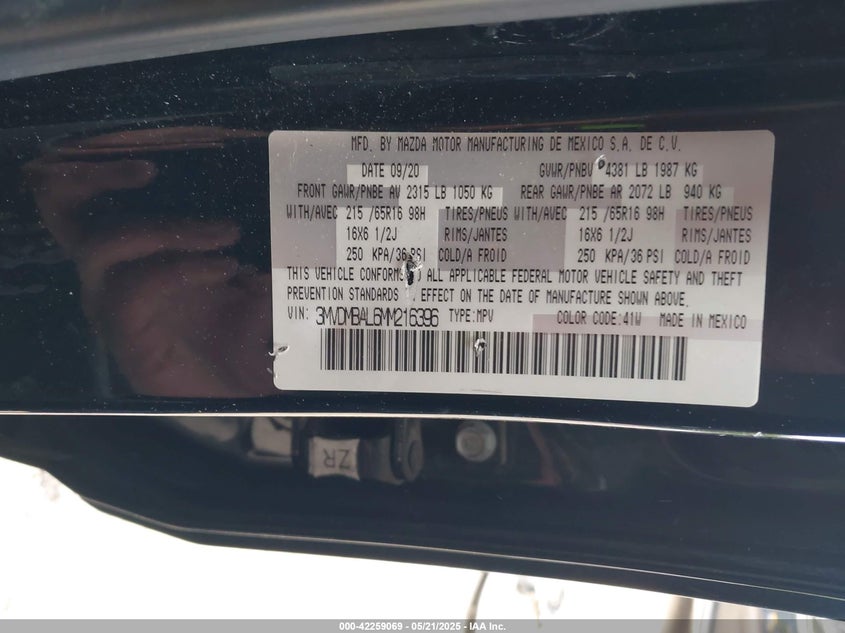 MFD. BY MAZDA MOTOR MANUFACTURING DE MEXICO S.A. DE C.V.
DATE 09/20 GVWR/PNBV 4381 LB 1987 KG
FRONT GAWR/PNBE AV 2315 LB 1050 KG REAR GAWR/PNBE AR 2072 LB 940 KG
WITH/AVEC 215 /65R16 98H TIRES/PNEUS WITH/AVEC 215 /65R16 98H TIRES/PNEUS
16X6 1/2J RIMS/JANTES 16X6 1/2J RIMS/JANTES
250 KPA/36 PSI COLD/A FROID 250 KPA/36 PSI COLD/A FROID
THIS VEHICLE CONFORMS ALL APPLICABLE FEDERAL MOTOR VEHICLE SAFETY AND THEFT
PREVENTION STANDARDS EFFECT ON THE DATE OF MANUFACTURE SHOWN ABOVE.
VIN: 3MVDMBAL6MM216396 TYPE:MPV COLOR CODE:41W MADE IN MEXICO
ZR
000-42259069 — 05/21/2025 — IAA Inc.